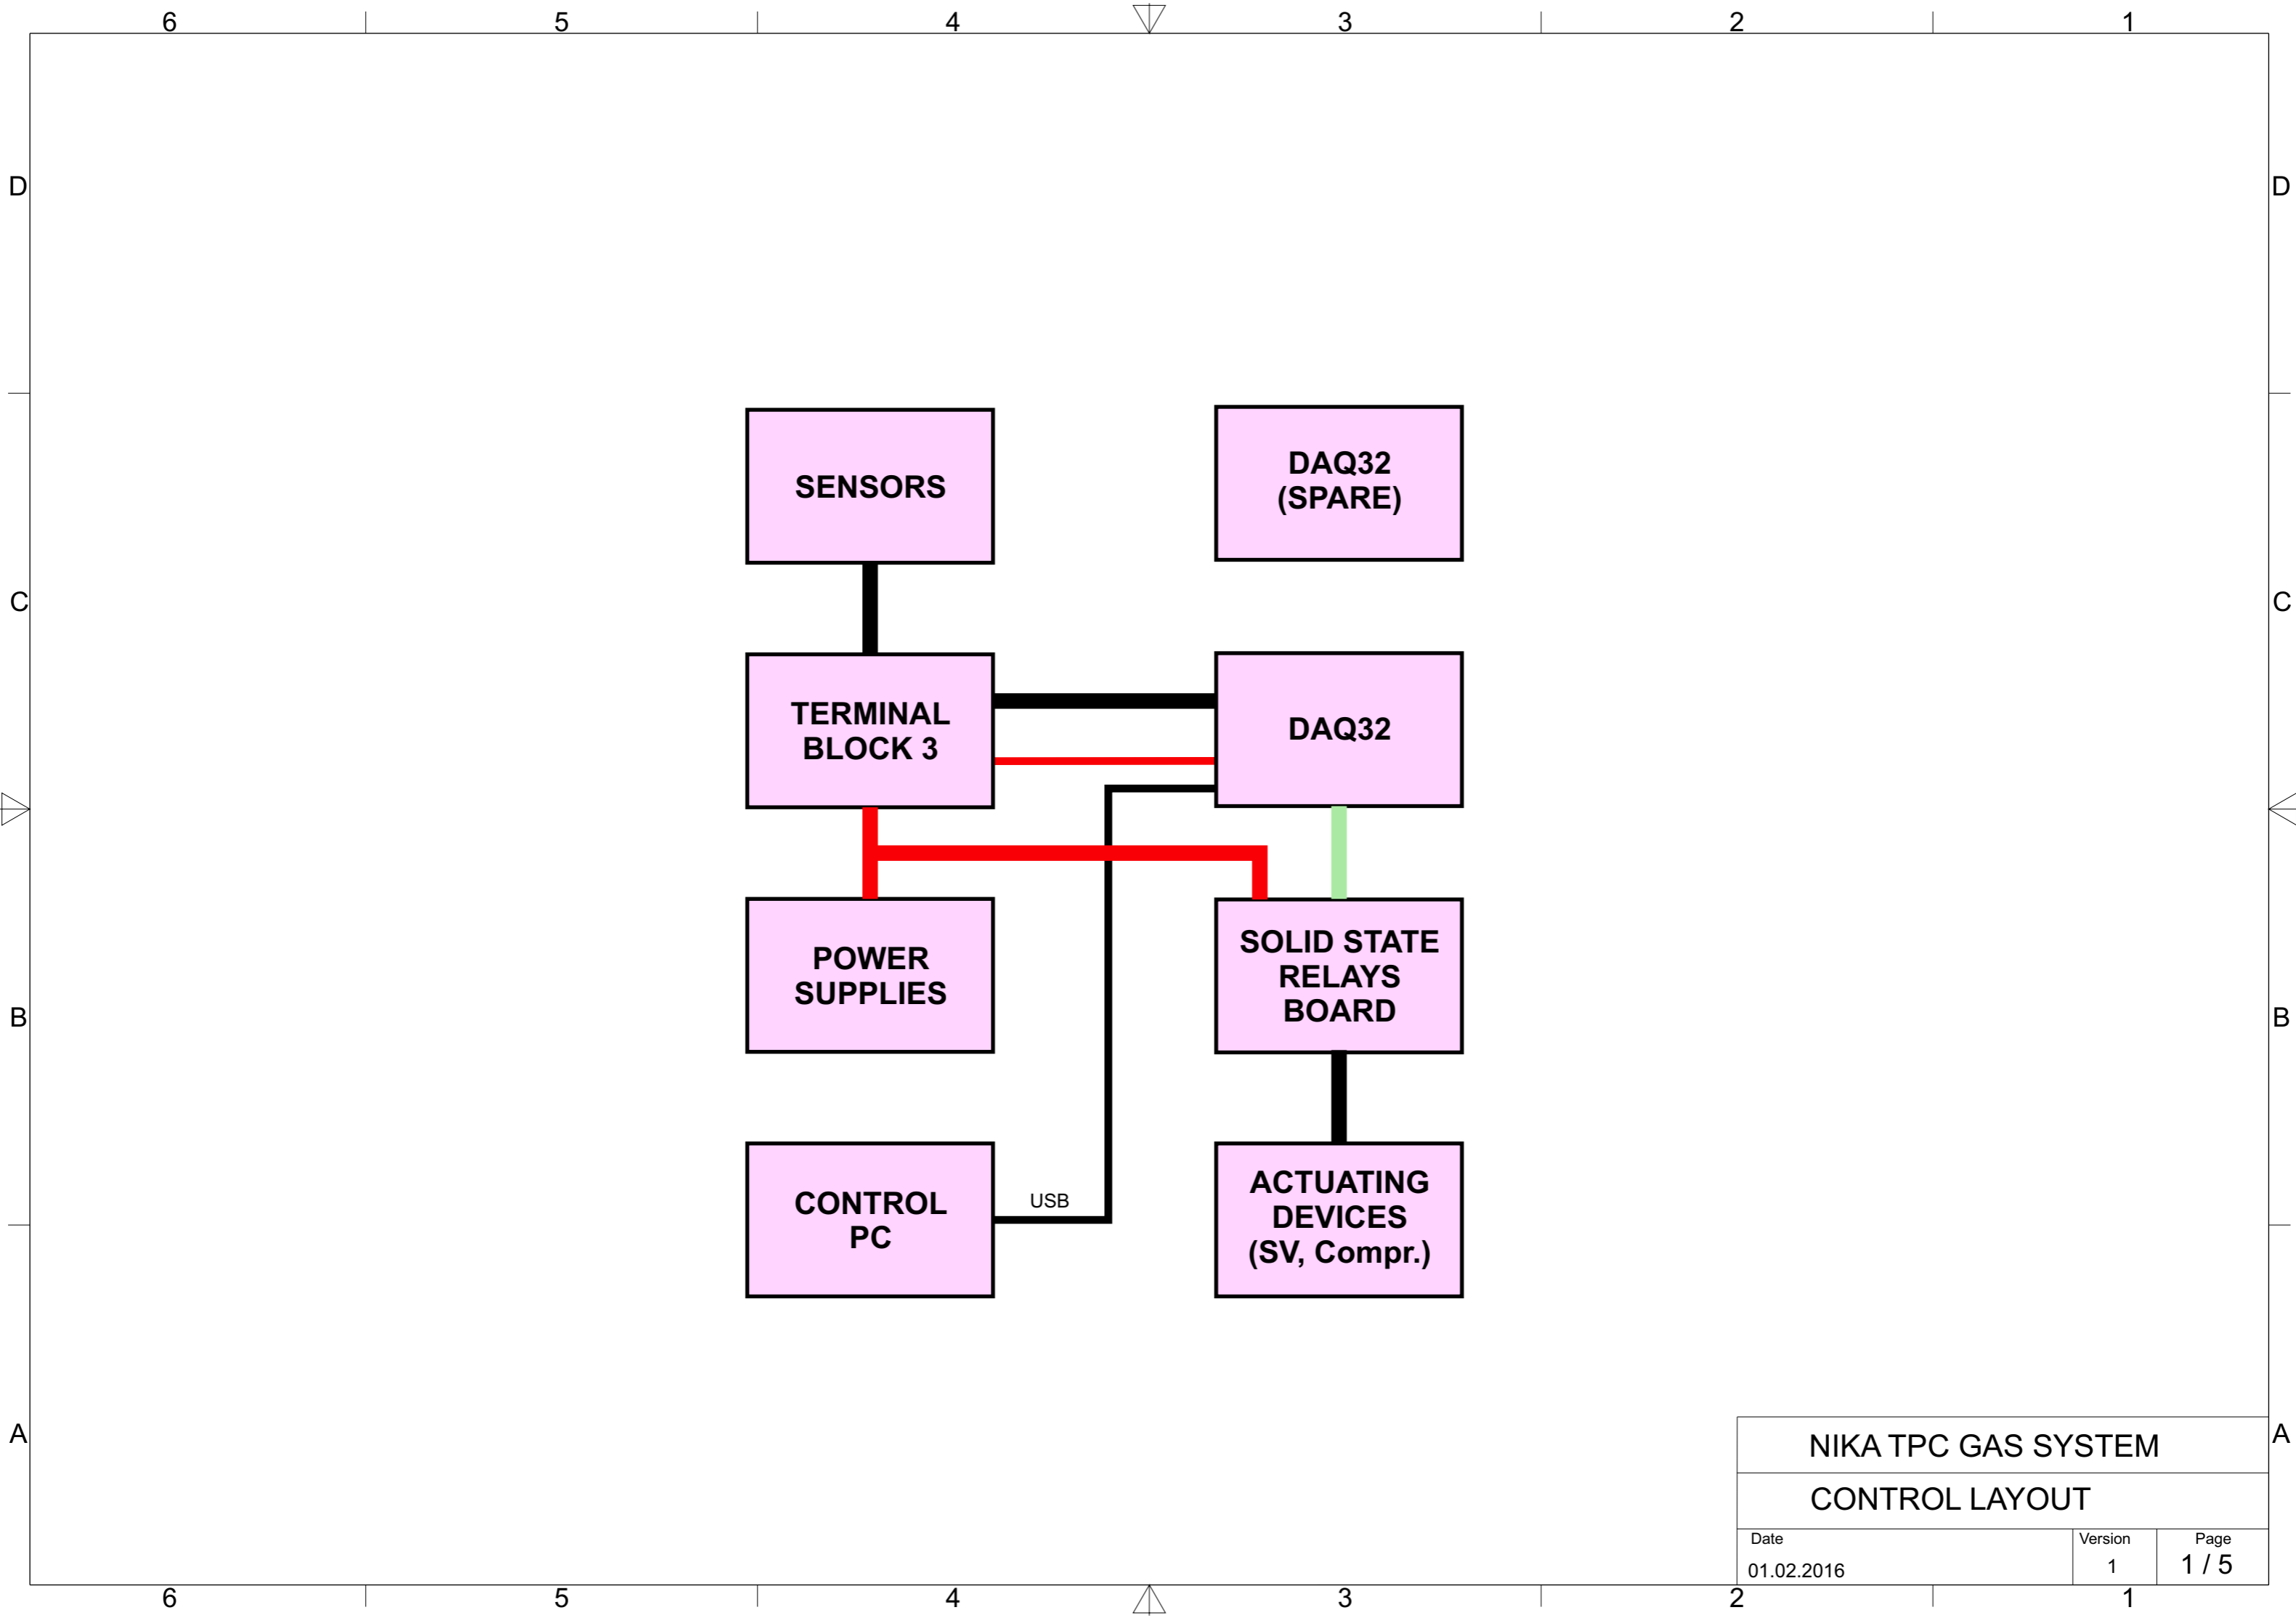 6 5 4 3 2 1
D D
SENSORS
DAQ32
(SPARE)
C C
TERMINAL
BLOCK 3
DAQ32
POWER
SUPPLIES
SOLID STATE
RELAYS
BOARD
B B
CONTROL
PC
USB
ACTUATING
DEVICES
(SV, Compr.)
A A
NIKA TPC GAS SYSTEM
CONTROL LAYOUT
Date Version Page
01.02.2016 1 1 / 5
6 5 4 3 2 1